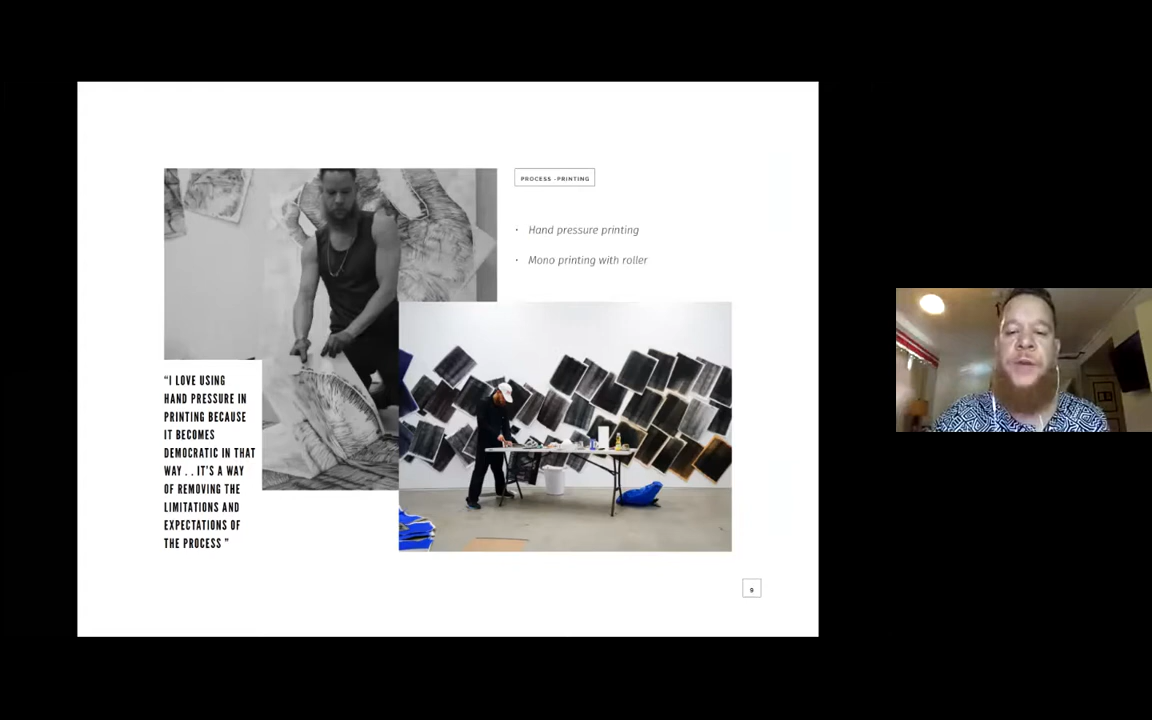 PROCESS -PRINTING
· Hand pressure printing
· Mono printing with roller
“I LOVE USING
HAND PRESSURE IN
PRINTING BECAUSE
IT BECOMES
DEMOCRATIC IN THAT
WAY . . IT'S A WAY
OF REMOVING THE
LIMITATIONS AND
EXPECTATIONS OF
THE PROCESS ”
9